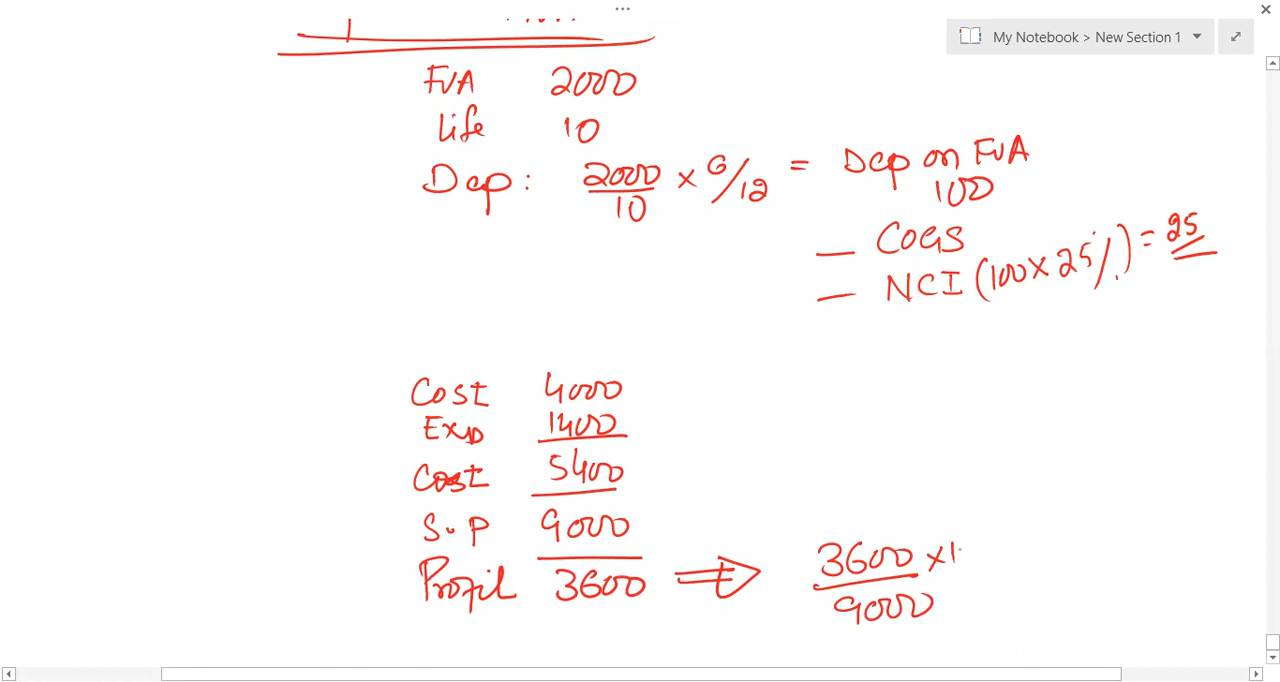 My Notebook > New Section 1
FVA 2000
Life 10
Dep: 2000/10 × 6/12 = Dep on FVA
100
— COGS
— NCI (100 × 25%) = 25
Cost 4000
EXP 1400
Cost 5400
S.P 9000
Profit 3600 ⇒ 3600/9000 ×1